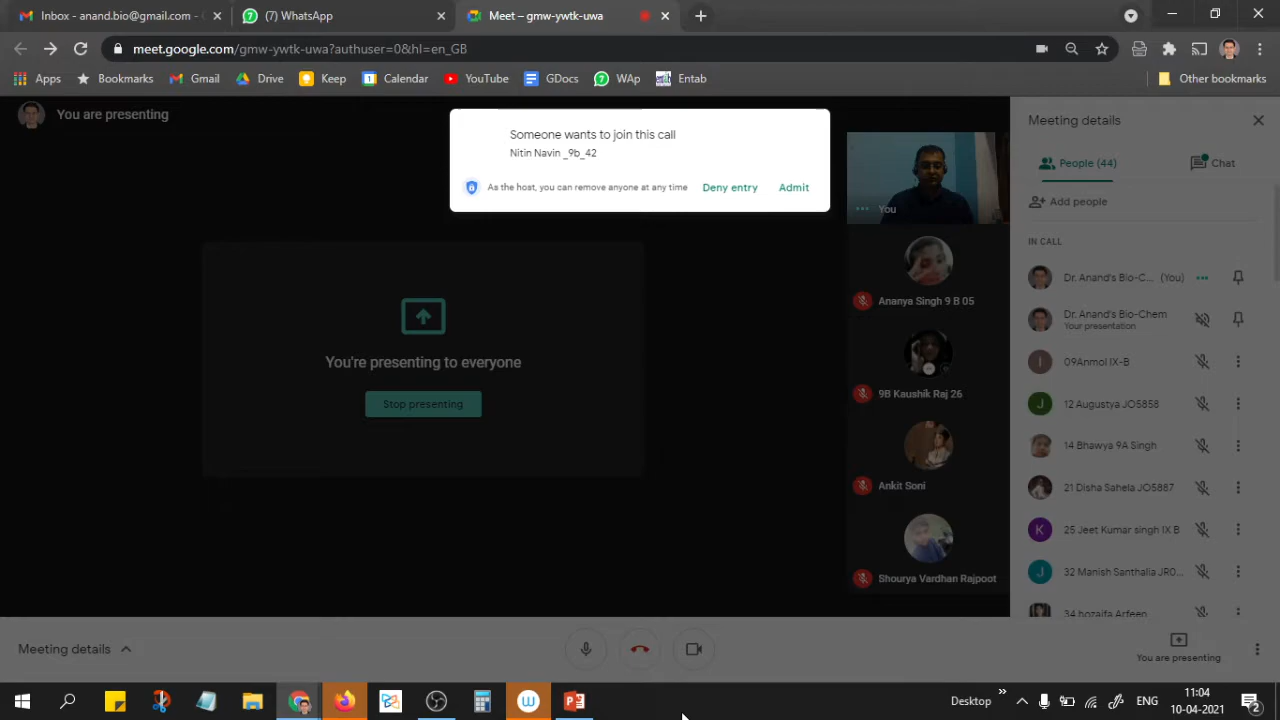 Inbox - anand.bio@gmail.com -
(7) WhatsApp
Meet – gmw-ywtk-uwa
meet.google.com/gmw-ywtk-uwa?authuser=0&hl=en_GB
Apps
Bookmarks
Gmail
Drive
Keep
Calendar
YouTube
GDocs
WAp
Entab
Other bookmarks
You are presenting
Someone wants to join this call
Nitin Navin _9b_42
As the host, you can remove anyone at any time
Deny entry
Admit
You're presenting to everyone
Stop presenting
You
Ananya Singh 9 B 05
9B Kaushik Raj 26
Ankit Soni
Shourya Vardhan Rajpoot
Meeting details
People (44)
Chat
Add people
IN CALL
Dr. Anand's Bio-C... (You)
Dr. Anand's Bio-Chem
Your presentation
09Anmol IX-B
12 Augustya JO5858
14 Bhawya 9A Singh
21 Disha Sahela JO5887
25 Jeet Kumar singh IX B
32 Manish Santhalia JR0...
34 hozaifa Arfeen
Meeting details
You are presenting
Desktop
ENG
11:04
10-04-2021
2